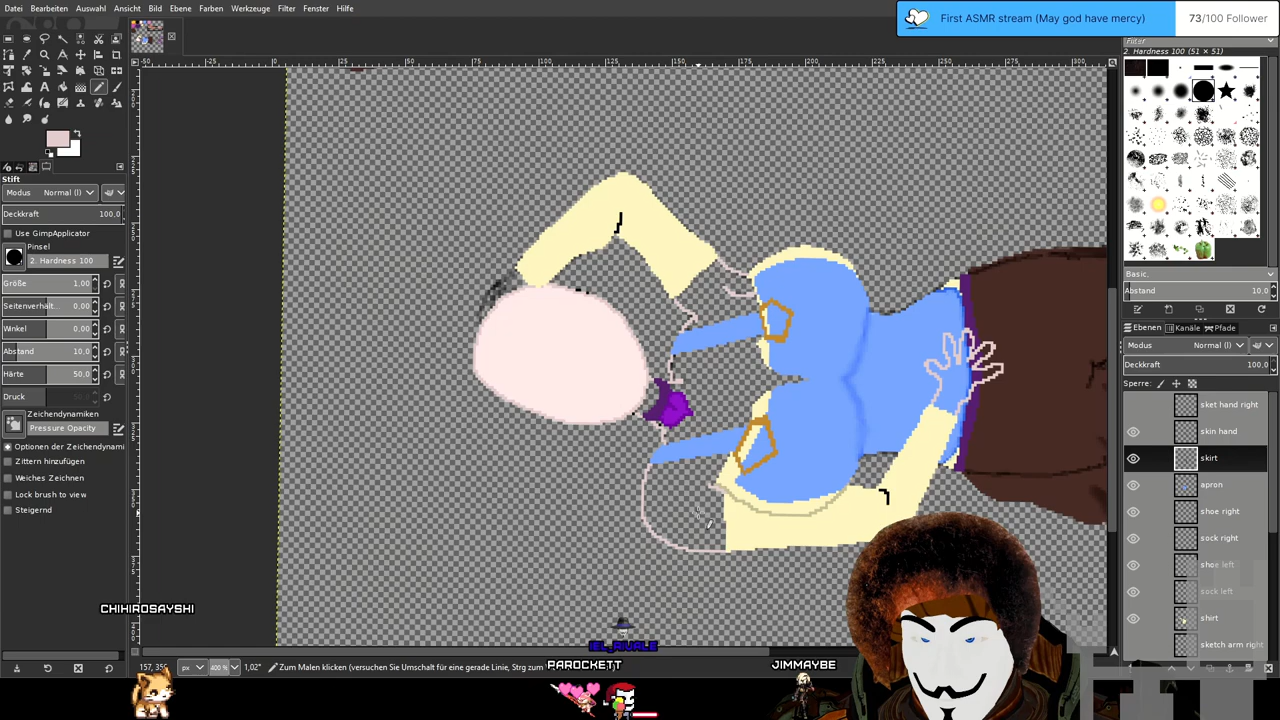 Datei Bearbeiten Auswahl Ansicht Bild Ebene Farben Werkzeuge Filter Fenster Hilfe
First ASMR stream (May god have mercy) 73/100 Follower
Filter
2. Hardness 100 (51 × 51)
Stift
Modus Normal (l)
Deckkraft 100,0
Use GimpApplicator
Pinsel
2. Hardness 100
Größe 1,00
Seitenverhält... 0,00
Winkel 0,00
Abstand 10,0
Härte 50,0
Druck
Zeichendynamiken
Pressure Opacity
Optionen der Zeichendynami
Zittern hinzufügen
Weiches Zeichnen
Lock brush to view
Steigernd
Basic,
Abstand 10,0
Ebenen Kanäle Pfade
Modus Normal (l)
Deckkraft 100,0
Sperre:
sket hand right
skin hand
skirt
apron
shoe right
sock right
shoe left
sock left
shirt
sketch arm right
CHIHIROSAYSHI
PAROCKETT
JIMMAYBE
px 400 % 1,02" Zum Malen klicken (versuchen Sie Umschalt für eine gerade Linie, Strg zum